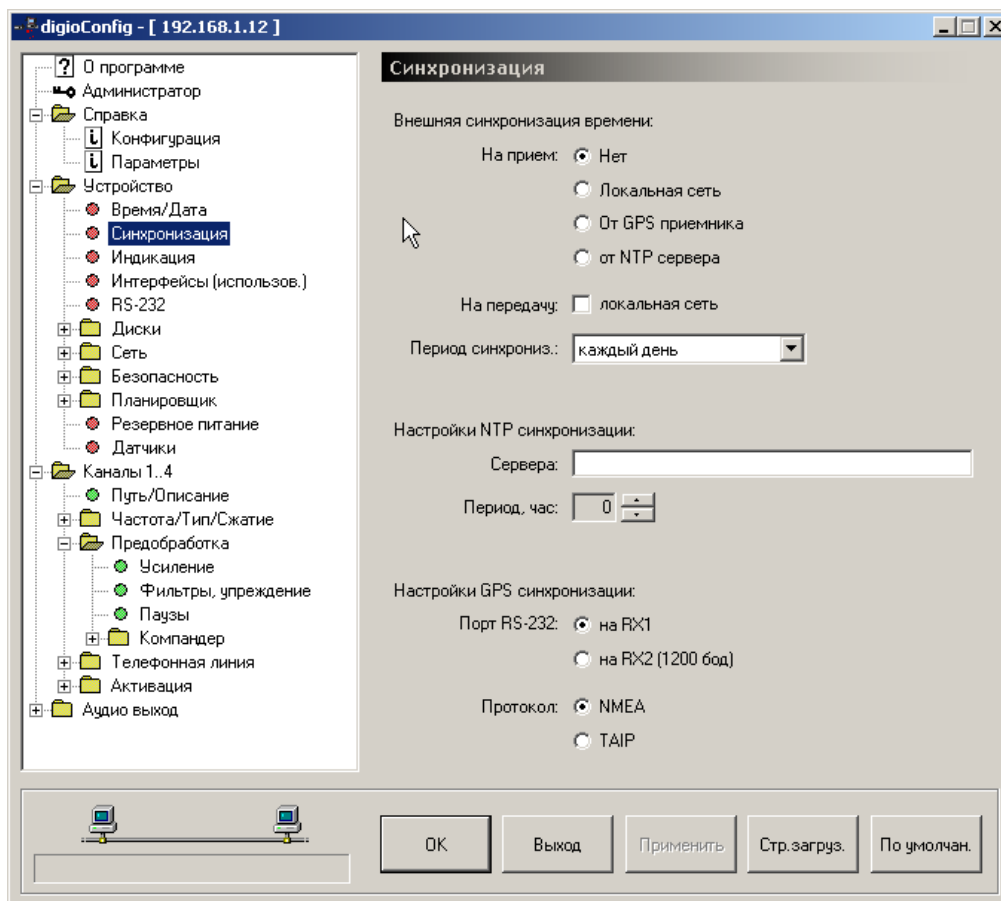 digioConfig - [ 192.168.1.12 ]
О программе
Администратор
Справка
Конфигурация
Параметры
Устройство
Время/Дата
Синхронизация
Индикация
Интерфейсы (использов.)
RS-232
Диски
Сеть
Безопасность
Планировщик
Резервное питание
Датчики
Каналы 1..4
Путь/Описание
Частота/Тип/Сжатие
Предобработка
Усиление
Фильтры, упреждение
Паузы
Компандер
Телефонная линия
Активация
Аудио выход
Синхронизация
Внешняя синхронизация времени:
На прием: Нет
Локальная сеть
От GPS приемника
от NTP сервера
На передачу: локальная сеть
Период синхрониз.: каждый день
Настройки NTP синхронизации:
Сервера:
Период, час: 0
Настройки GPS синхронизации:
Порт RS-232: на RX1
на RX2 (1200 бод)
Протокол: NMEA
TAIP
OK Выход Применить Стр.загруз. По умолчан.